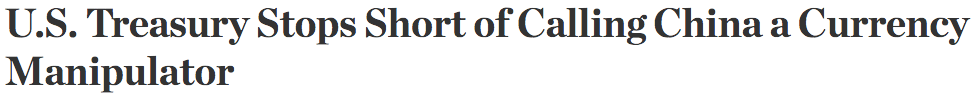 U.S. Treasury Stops Short of Calling China a Currency
Manipulator